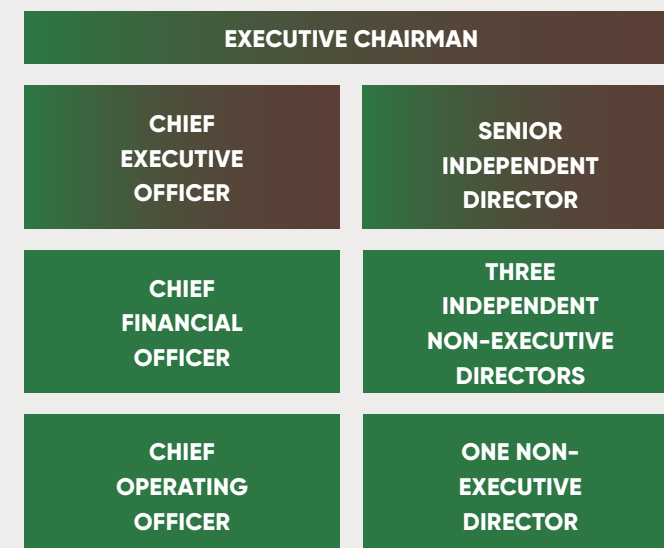 EXECUTIVE CHAIRMAN
CHIEF
EXECUTIVE
OFFICER
SENIOR
INDEPENDENT
DIRECTOR
CHIEF
FINANCIAL
OFFICER
THREE
INDEPENDENT
NON-EXECUTIVE
DIRECTORS
CHIEF
OPERATING
OFFICER
ONE NON-
EXECUTIVE
DIRECTOR